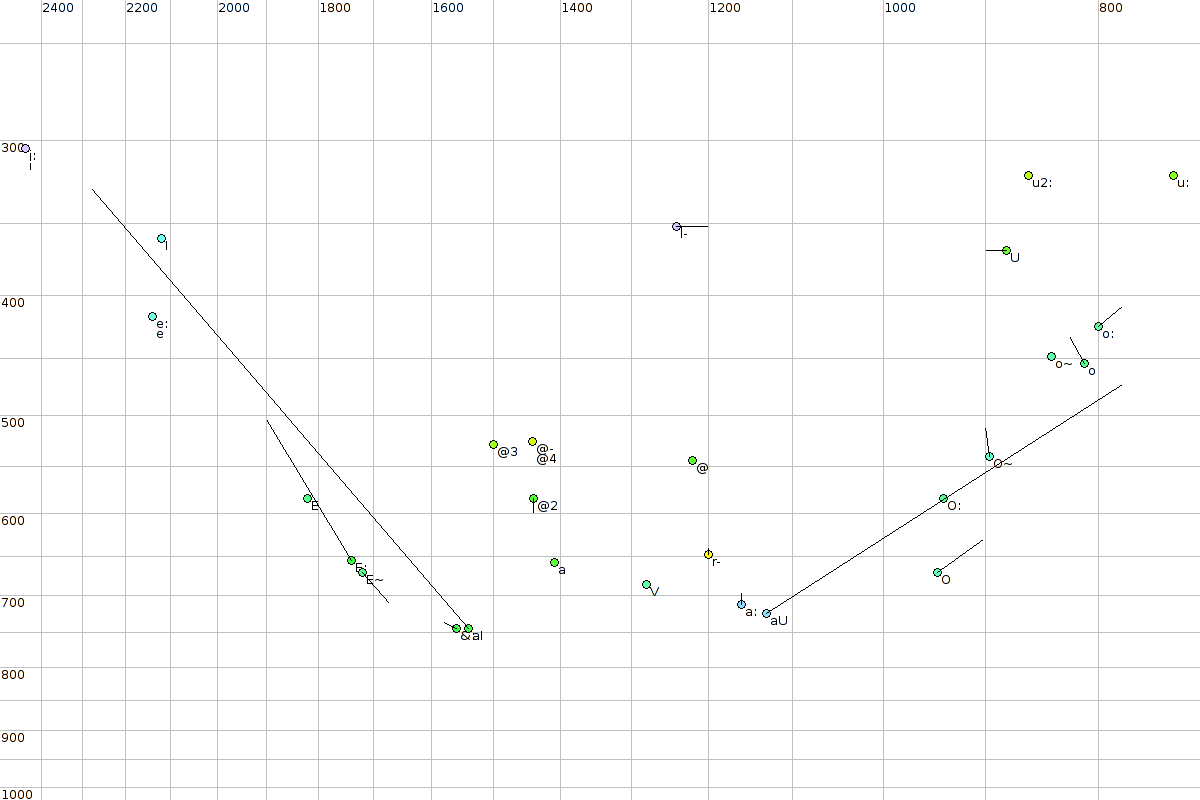 2400 2200 2000 1800 1600 1400 1200 1000 800
300
i:
i
u2:
u:
I
I-
U
400
e:
e
o:
o~
o
500
@3
@-
@4
@
O~
E
@2
O:
600
E:
a
r-
E~
V
O
700
a:
aU
&
aI
800
900
1000